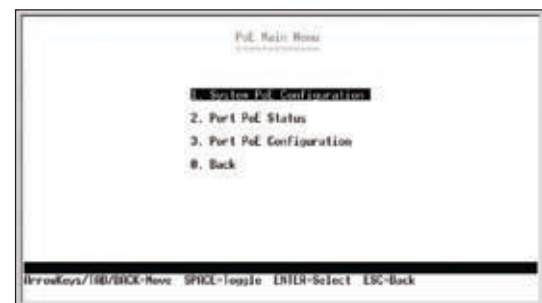 PoE Main Menu
1. System PoE Configuration
2. Port PoE Status
3. Port PoE Configuration
0. Back
ArrowKeys/TAB/BACK-Move SPACE-Toggle ENTER-Select ESC-Back